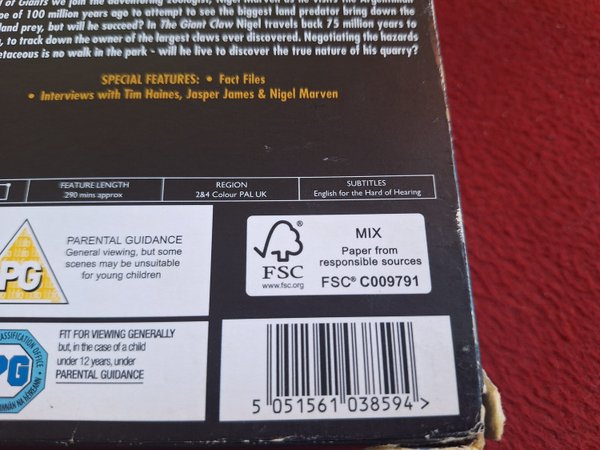 of Giants we join the adventuring zoologist, Nigel Marven as he visits the Argentinian
pe of 100 million years ago to attempt to see the biggest land predator bring down the
land prey, but will he succeed? In The Giant Claw Nigel travels back 75 million years to
, to track down the owner of the largest claws ever discovered. Negotiating the hazards
etaceous is no walk in the park - will he live to discover the true nature of his quarry?
SPECIAL FEATURES: • Fact Files
• Interviews with Tim Haines, Jasper James & Nigel Marven
FEATURE LENGTH
290 mins approx
REGION
2&4 Colour PAL UK
SUBTITLES
English for the Hard of Hearing
PG
PARENTAL GUIDANCE
General viewing, but some
scenes may be unsuitable
for young children
FSC
www.fsc.org
MIX
Paper from
responsible sources
FSC® C009791
CLASSIFICATION OFFICE
PG
FIT FOR VIEWING GENERALLY
but, in the case of a child
under 12 years, under
PARENTAL GUIDANCE
5 051561 038594 >